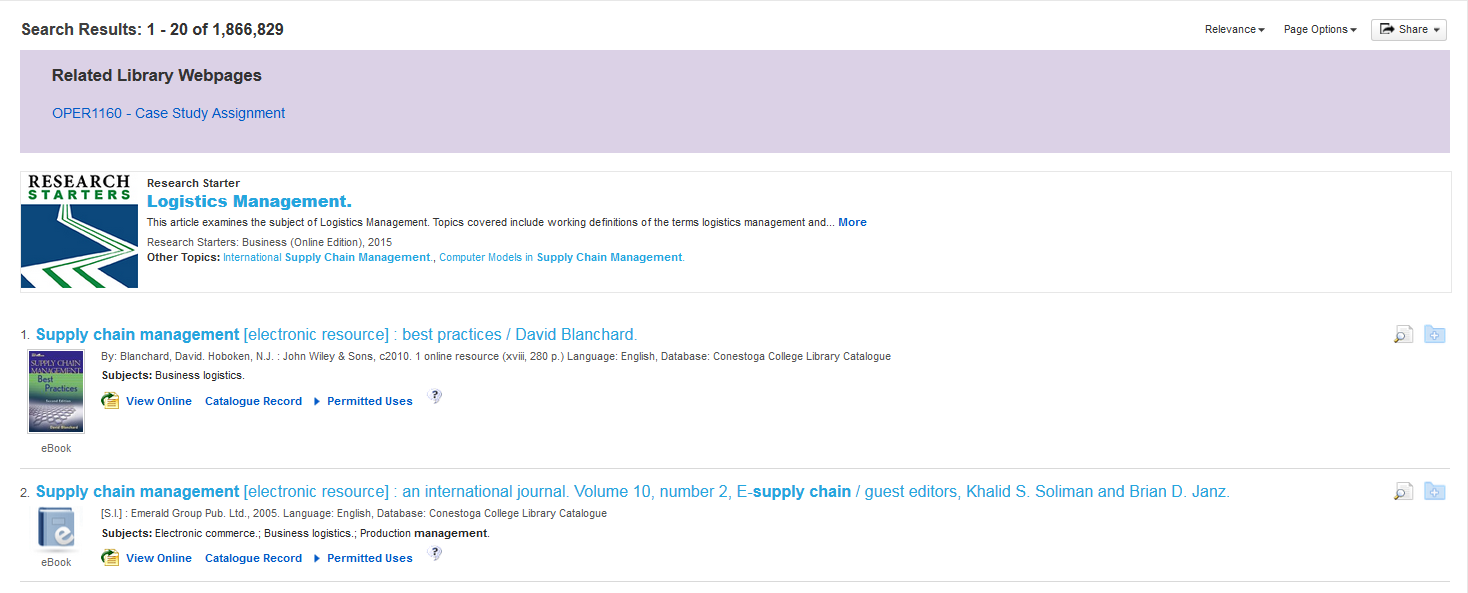 Search Results: 1 - 20 of 1,866,829
Relevance
Page Options
Share
Related Library Webpages
OPER1160 - Case Study Assignment
RESEARCH
STARTERS
Research Starter
Logistics Management.
This article examines the subject of Logistics Management. Topics covered include working definitions of the terms logistics management and... More
Research Starters: Business (Online Edition), 2015
Other Topics: International Supply Chain Management., Computer Models in Supply Chain Management.
1. Supply chain management [electronic resource] : best practices / David Blanchard.
SUPPLY CHAIN
MANAGEMENT
Best
Practices
Second Edition
David Blanchard
By: Blanchard, David. Hoboken, N.J. : John Wiley & Sons, c2010. 1 online resource (xviii, 280 p.) Language: English, Database: Conestoga College Library Catalogue
Subjects: Business logistics.
View Online Catalogue Record Permitted Uses ?
eBook
2. Supply chain management [electronic resource] : an international journal. Volume 10, number 2, E-supply chain / guest editors, Khalid S. Soliman and Brian D. Janz.
[S.l.] : Emerald Group Pub. Ltd., 2005. Language: English, Database: Conestoga College Library Catalogue
Subjects: Electronic commerce.; Business logistics.; Production management.
View Online Catalogue Record Permitted Uses ?
eBook